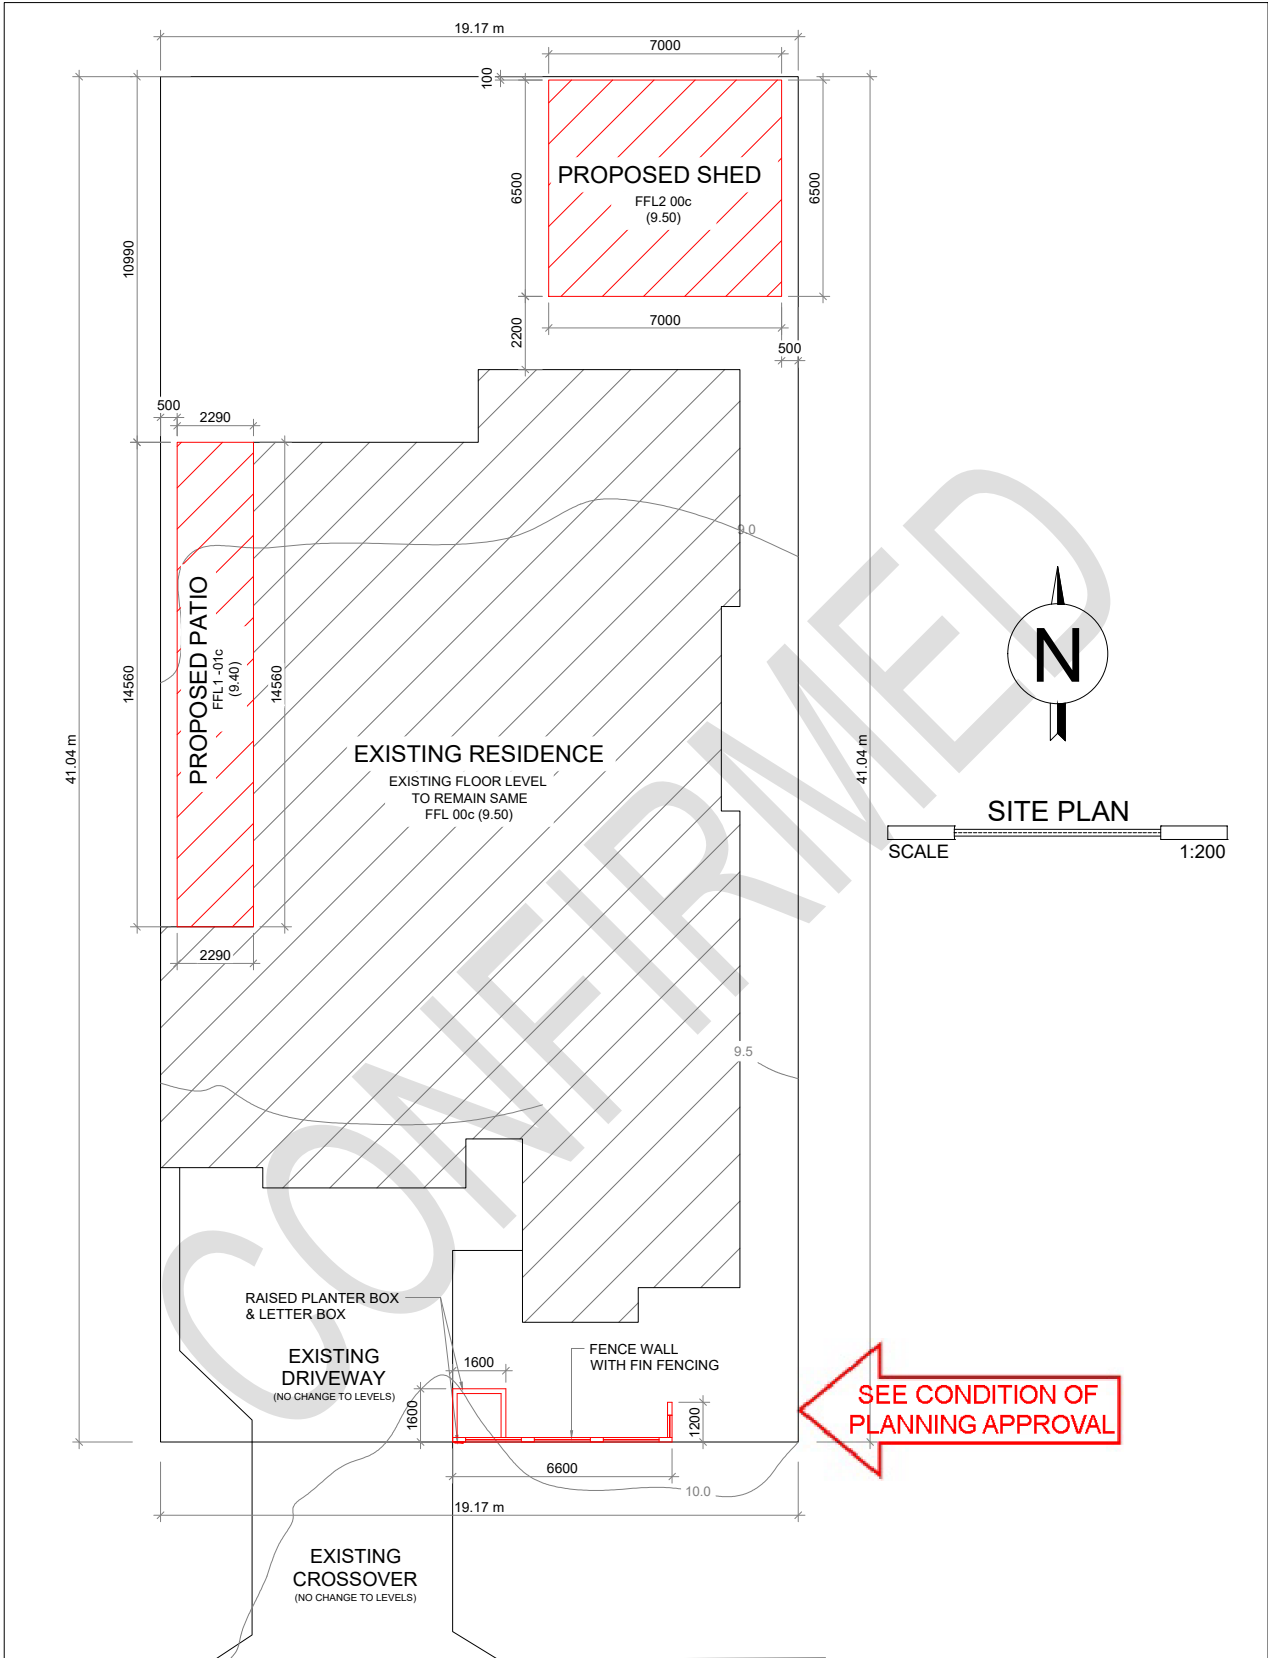 19.17 m
7000
100
PROPOSED SHED
FFL2 00c
(9.50)
6500
6500
10990
7000
2200
500
500
2290
9.0
PROPOSED PATIO
FFL1 -01c
(9.40)
14560
14560
41.04 m
41.04 m
EXISTING RESIDENCE
EXISTING FLOOR LEVEL
TO REMAIN SAME
FFL 00c (9.50)
N
SITE PLAN
SCALE
1:200
2290
9.5
CONFIRMED
RAISED PLANTER BOX
& LETTER BOX
FENCE WALL
WITH FIN FENCING
EXISTING
DRIVEWAY
(NO CHANGE TO LEVELS)
1600
1600
1200
SEE CONDITION OF
PLANNING APPROVAL
6600
10.0
19.17 m
EXISTING
CROSSOVER
(NO CHANGE TO LEVELS)